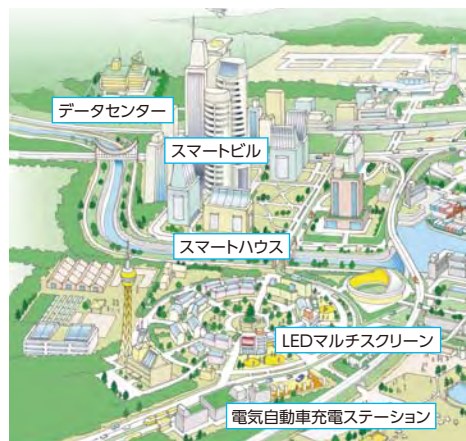 データセンター
スマートビル
スマートハウス
LEDマルチスクリーン
電気自動車充電ステーション